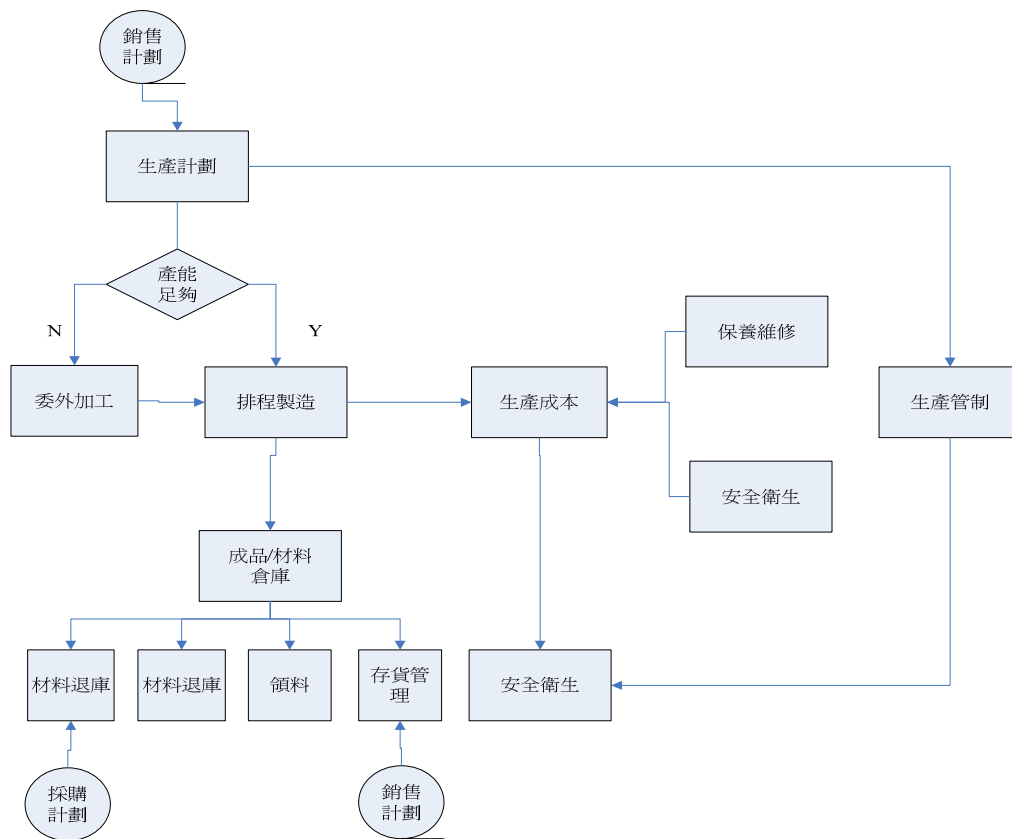 銷售
計劃
生產計劃
產能
足夠
N
Y
保養維修
委外加工
排程製造
生產成本
生產管制
安全衛生
成品/材料
倉庫
材料退庫
材料退庫
領料
存貨管
理
安全衛生
採購
計劃
銷售
計劃